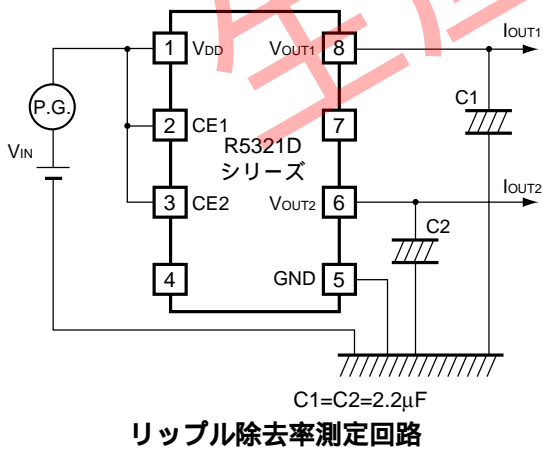 生産
IOUT1
1 VDD VOUT1 8
P.G.
C1
2 CE1 7
R5321D
シリーズ
VIN
IOUT2
3 CE2 VOUT2 6
C2
4 GND 5
C1=C2=2.2μF
リップル除去率測定回路